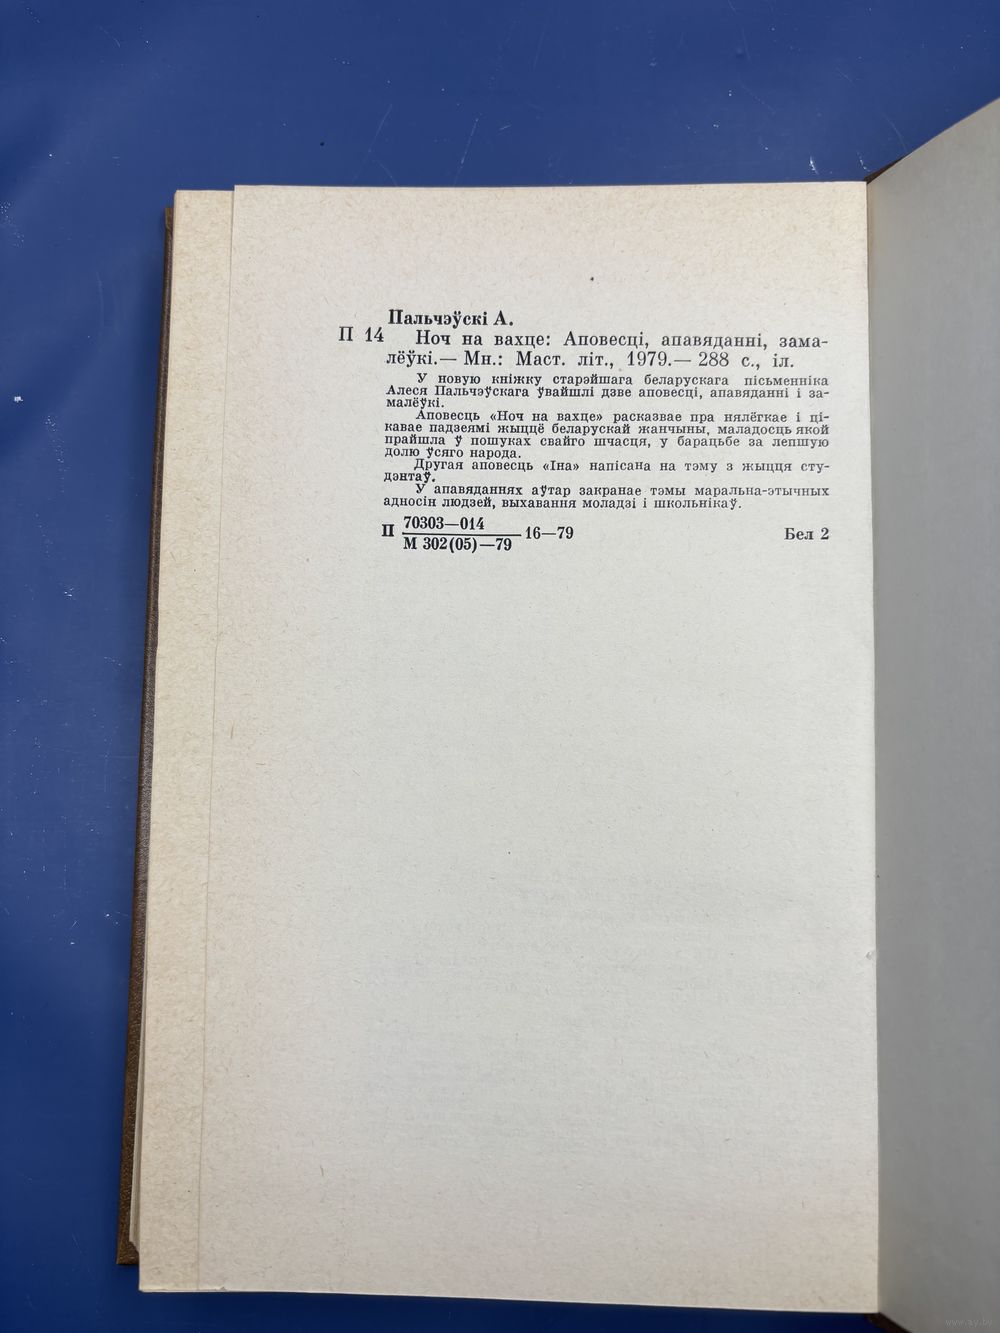 Пальчэўскі А.
П 14 Ноч на вахце: Аповесці, апавяданні, зама-
лёўкі.— Мн.: Маст. літ., 1979.— 288 с., іл.
У новую кніжку старэйшага беларускага пісьменніка
Алеся Пальчэўскага ўвайшлі дзве аповесці, апавяданні і за-
малёўкі.
Аповесць «Ноч на вахце» расказвае пра нялёгкае і ці-
кавае падзеямі жыццё беларускай жанчыны, маладосць якой
прайшла ў пошуках свайго шчасця, у барацьбе за лепшую
долю ўсяго народа.
Другая аповесць «Іна» напісана на тэму з жыцця сту-
дэнтаў.
У апавяданнях аўтар закранае тэмы маральна-этычных
адносін людзей, выхавання моладзі і школьнікаў.
П 70303—014
М 302(05)—79 16—79 Бел 2
www.ay.by